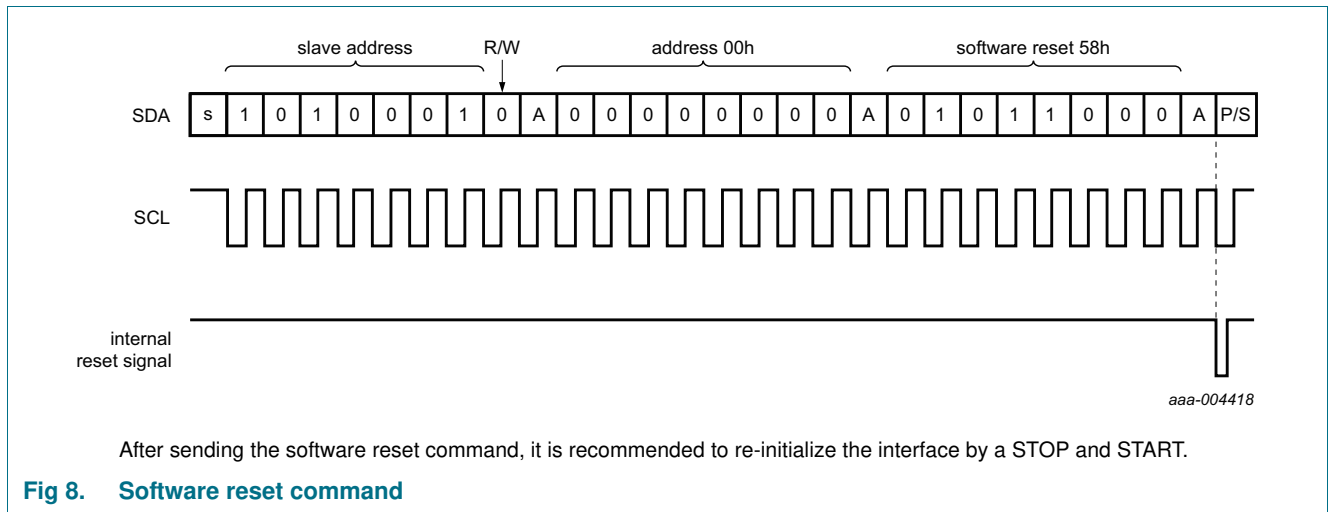 slave address R/W address 00h software reset 58h
SDA s 1 0 1 0 0 0 1 0 A 0 0 0 0 0 0 0 0 A 0 1 0 1 1 0 0 0 A P/S
SCL
internal
reset signal
aaa-004418
After sending the software reset command, it is recommended to re-initialize the interface by a STOP and START.
Fig 8. Software reset command